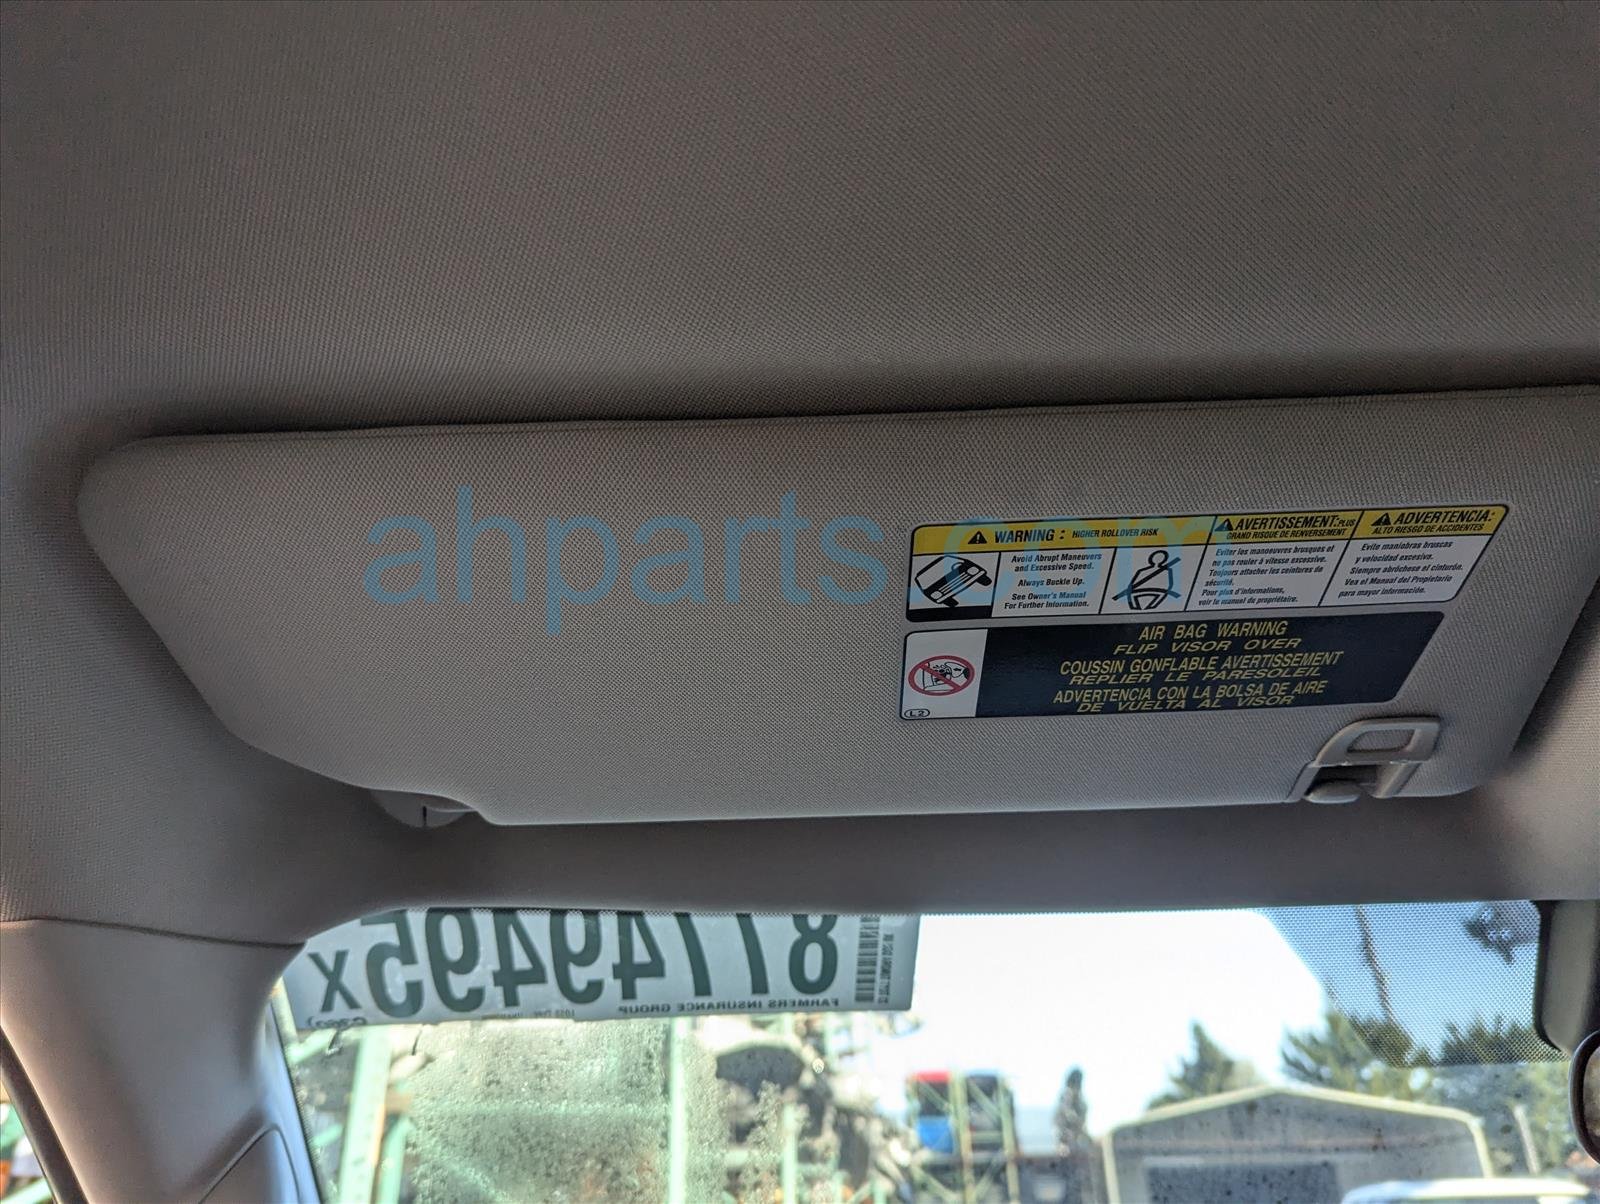 ahparts.com
⚠ WARNING : HIGHER ROLLOVER RISK
Avoid Abrupt Maneuvers
and Excessive Speed.
Always Buckle Up.
See Owner's Manual
For Further Information.
⚠ AVERTISSEMENT: PLUS
GRAND RISQUE DE RENVERSEMENT
Eviter les manoeuvres brusques et
ne pas rouler à vitesse excessive.
Toujours attacher les ceintures de
sécurité.
Pour plus d'informations,
voir le manuel du propriétaire.
⚠ ADVERTENCIA:
ALTO RIESGO DE ACCIDENTES
Evite maniobras bruscas
y velocidad excesiva.
Siempre abróchese el cinturón.
Vea el Manual del Propietario
para mayor información.
AIR BAG WARNING
FLIP VISOR OVER
COUSSIN GONFLABLE AVERTISSEMENT
REPLIER LE PARESOLEIL
ADVERTENCIA CON LA BOLSA DE AIRE
DE VUELTA AL VISOR
L2
8774949​5X
FARMERS INSURANCE GROUP